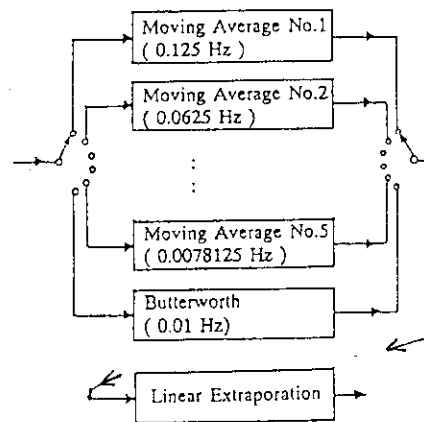 Moving Average No.1
( 0.125 Hz )
Moving Average No.2
( 0.0625 Hz )
Moving Average No.5
( 0.0078125 Hz )
Butterworth
( 0.01 Hz)
Linear Extraporation